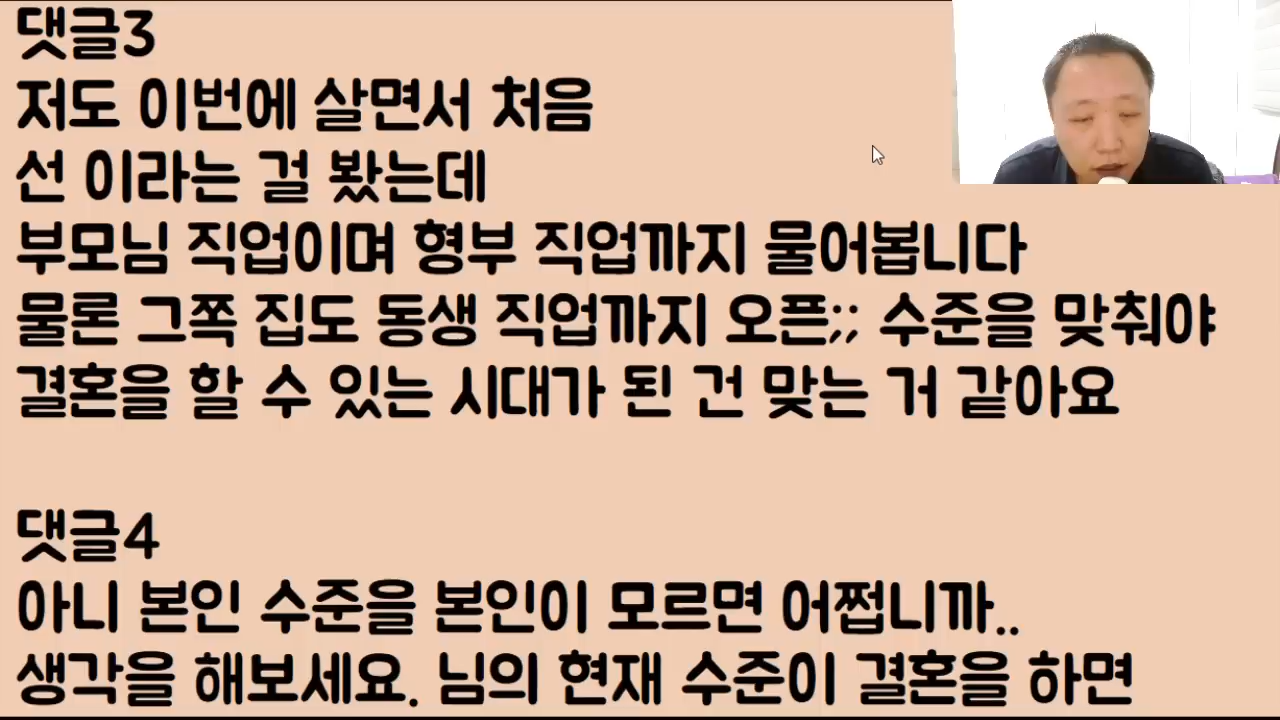 댓글3
저도 이번에 살면서 처음
선 이라는 걸 봤는데
부모님 직업이며 형부 직업까지 물어봅니다
물론 그쪽 집도 동생 직업까지 오픈;; 수준을 맞춰야
결혼을 할 수 있는 시대가 된 건 맞는 거 같아요
댓글4
아니 본인 수준을 본인이 모르면 어쩝니까..
생각을 해보세요. 님의 현재 수준이 결혼을 하면